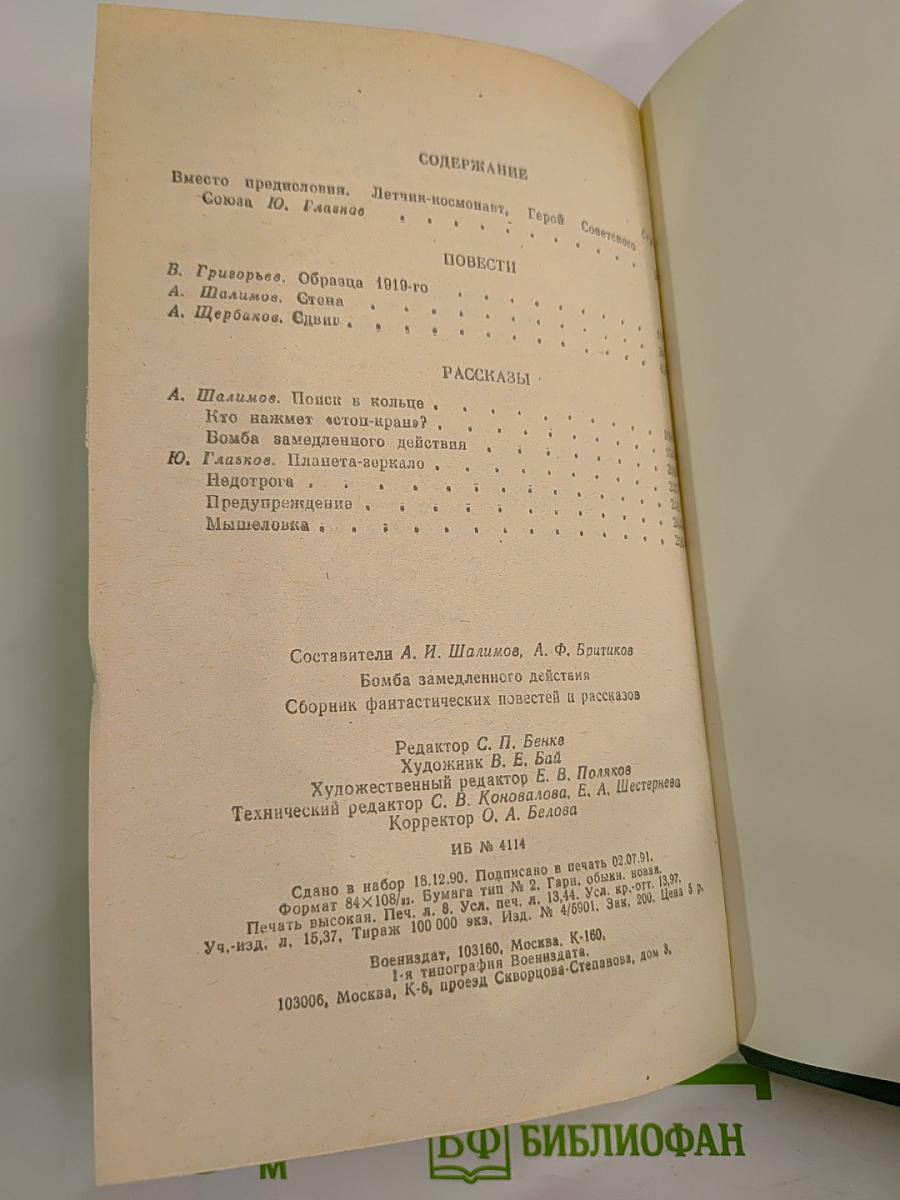 СОДЕРЖАНИЕ
Вместо предисловия. Летчик-космонавт, Герой Советского
Союза Ю. Глазков
ПОВЕСТИ
В. Григорьев. Образца 1919-го
А. Шалимов. Стена
А. Щербаков. Сдвиг
РАССКАЗЫ
А. Шалимов. Поиск в кольце
Кто нажмет «стоп-кран»?
Бомба замедленного действия
Ю. Глазков. Планета-зеркало
Недотрога
Предупреждение
Мышеловка
Составители А. И. Шалимов, А. Ф. Бритиков
Бомба замедленного действия
Сборник фантастических повестей и рассказов
Редактор С. П. Бенке
Художник В. Е. Бай
Художественный редактор Е. В. Поляков
Технический редактор С. В. Коновалова, Е. А. Шестернева
Корректор О. А. Белова
ИБ № 4114
Сдано в набор 18.12.90. Подписано в печать 02.07.91.
Формат 84×108/32. Бумага тип № 2. Гарн. обыкн. новая.
Печать высокая. Печ. л. 8. Усл. печ. л. 13,44. Усл. кр.-отт. 13,97.
Уч.-изд. л. 15,37. Тираж 100 000 экз. Изд. № 4/5901. Зак. 200. Цена 5 р.
Воениздат, 103160, Москва, К-160.
1-я типография Воениздата.
103006, Москва, К-6, проезд Скворцова-Степанова, дом 3.
М
БФ БИБЛИОФАН